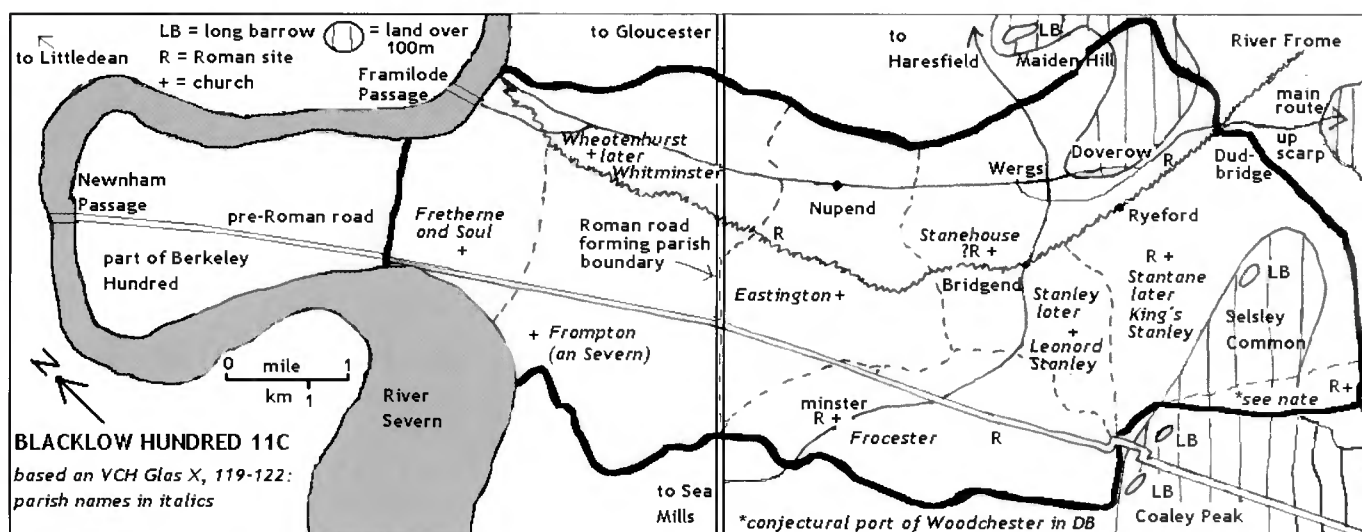 to Littledean
LB = long barrow
= land over
100m
R = Roman site
+ = church
Framilode
Passage
to Gloucester
to
Haresfield
LB
Maiden Hill
River Frome
main
route
up
scarp
Newnham
Passage
pre-Roman road
part of Berkeley
Hundred
Wheatenhurst
+ later
Whitminster
Fretherne
ond Soul
+
Roman road
forming parish
boundary
R
Nupend
Wergs
Doverow
R
Dud-
bridge
Ryeford
Stanehouse
?R +
Bridgend
Eastington +
R +
Stantane
later
King's
Stanley
LB
Selsley
Common
Stanley
later
+
Leonord
Stanley
+ Frompton
(an Severn)
N
0 mile 1
km 1
River
Severn
minster
R +
Frocester
R
R+
*see nate
LB
LB
Coaley Peak
BLACKLOW HUNDRED 11C
based an VCH Glas X, 119-122:
parish names in italics
to Sea
Mills
*conjectural part of Woodchester in DB